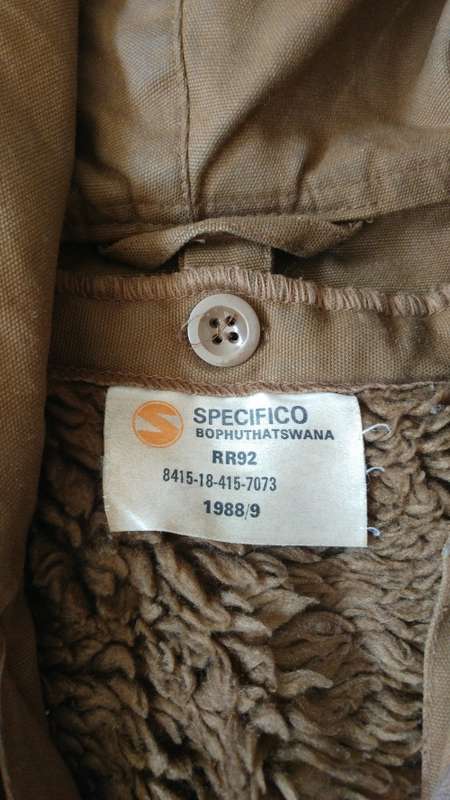 SPECIFICO
BOPHUTHATSWANA
RR92
8415-18-415-7073
1988/9